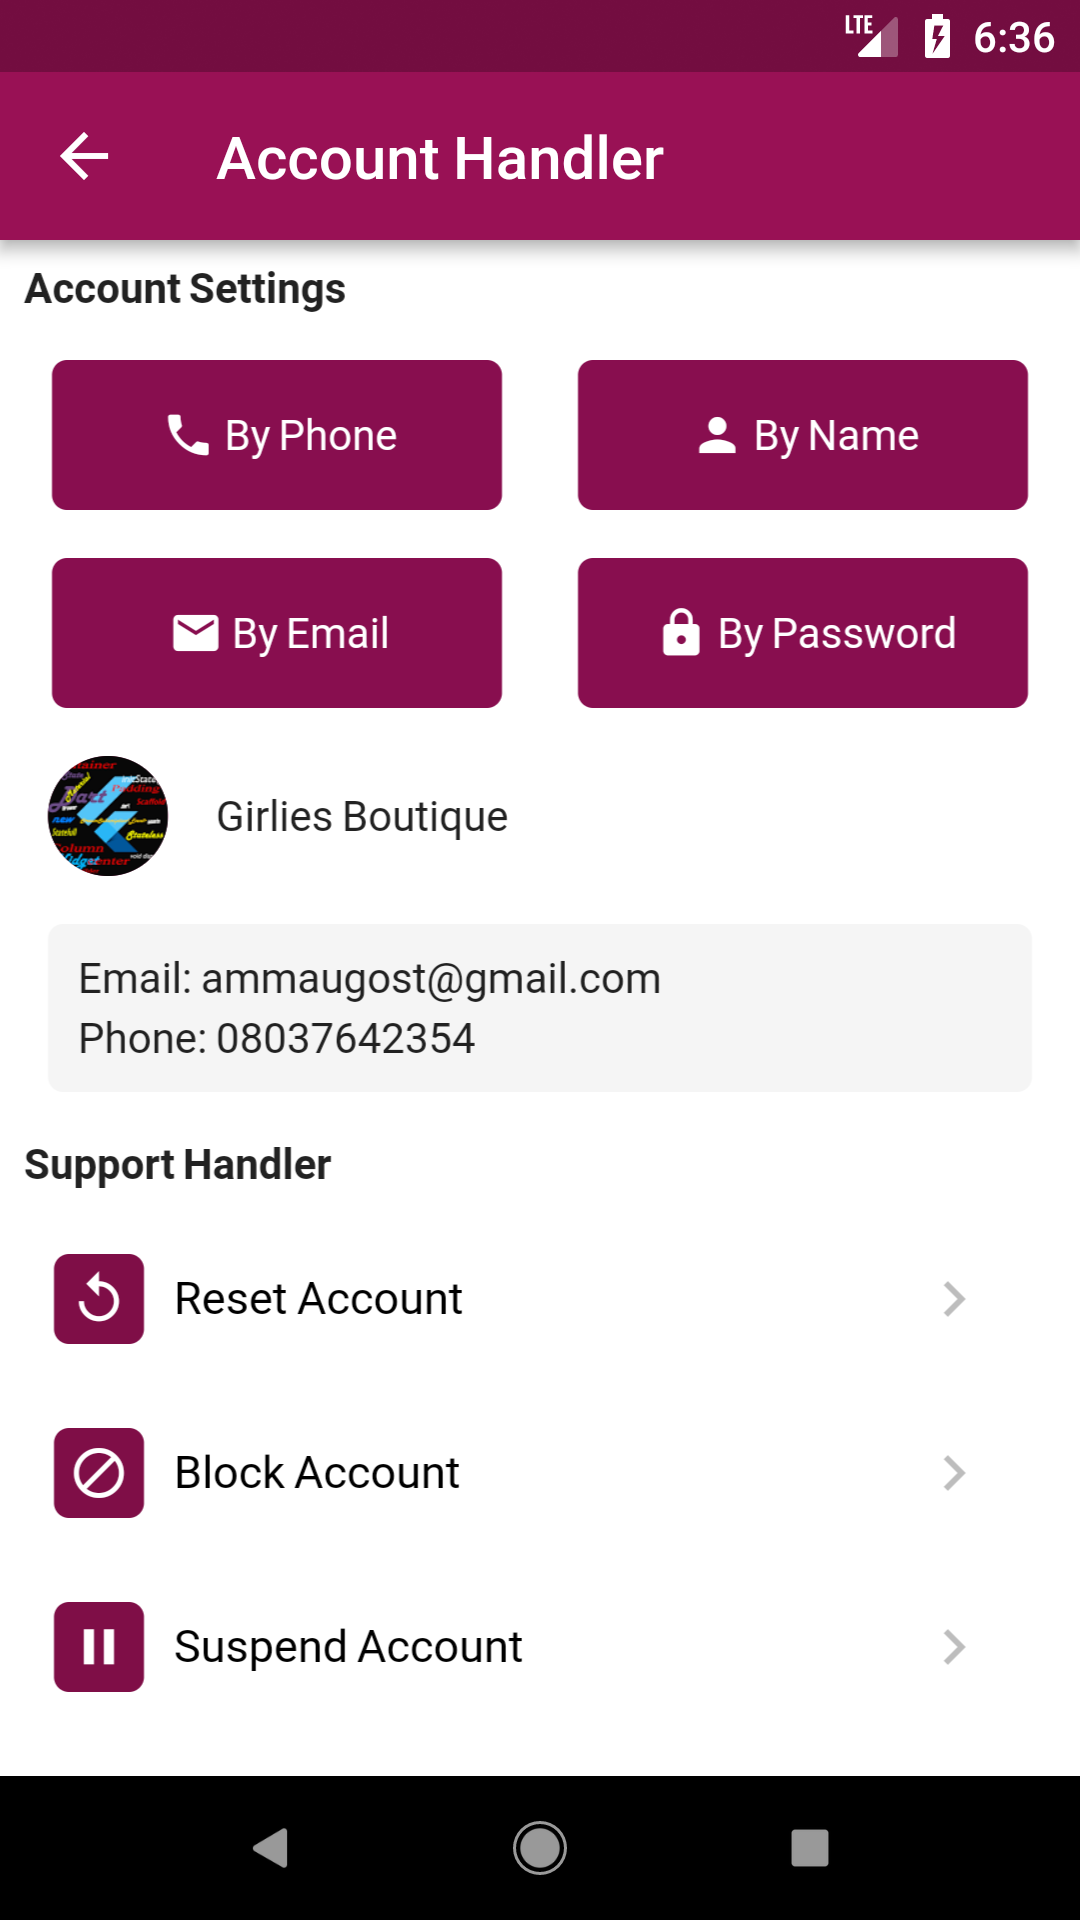 LTE 6:36
Account Handler
Account Settings
By Phone
By Name
By Email
By Password
Girlies Boutique
Email: ammaugost@gmail.com
Phone: 08037642354
Support Handler
Reset Account
Block Account
Suspend Account